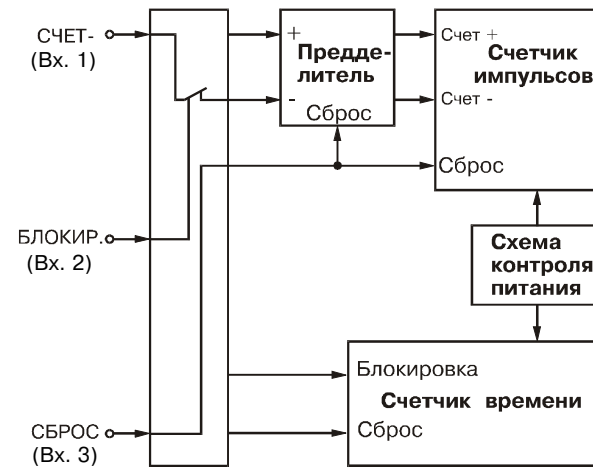 СЧЕТ-
(Вх. 1)
БЛОКИР.
(Вх. 2)
СБРОС
(Вх. 3)
+
Предде-
литель
-
Сброс
Счет +
Счетчик
импульсов
Счет -
Сброс
Схема
контроля
питания
Блокировка
Счетчик времени
Сброс